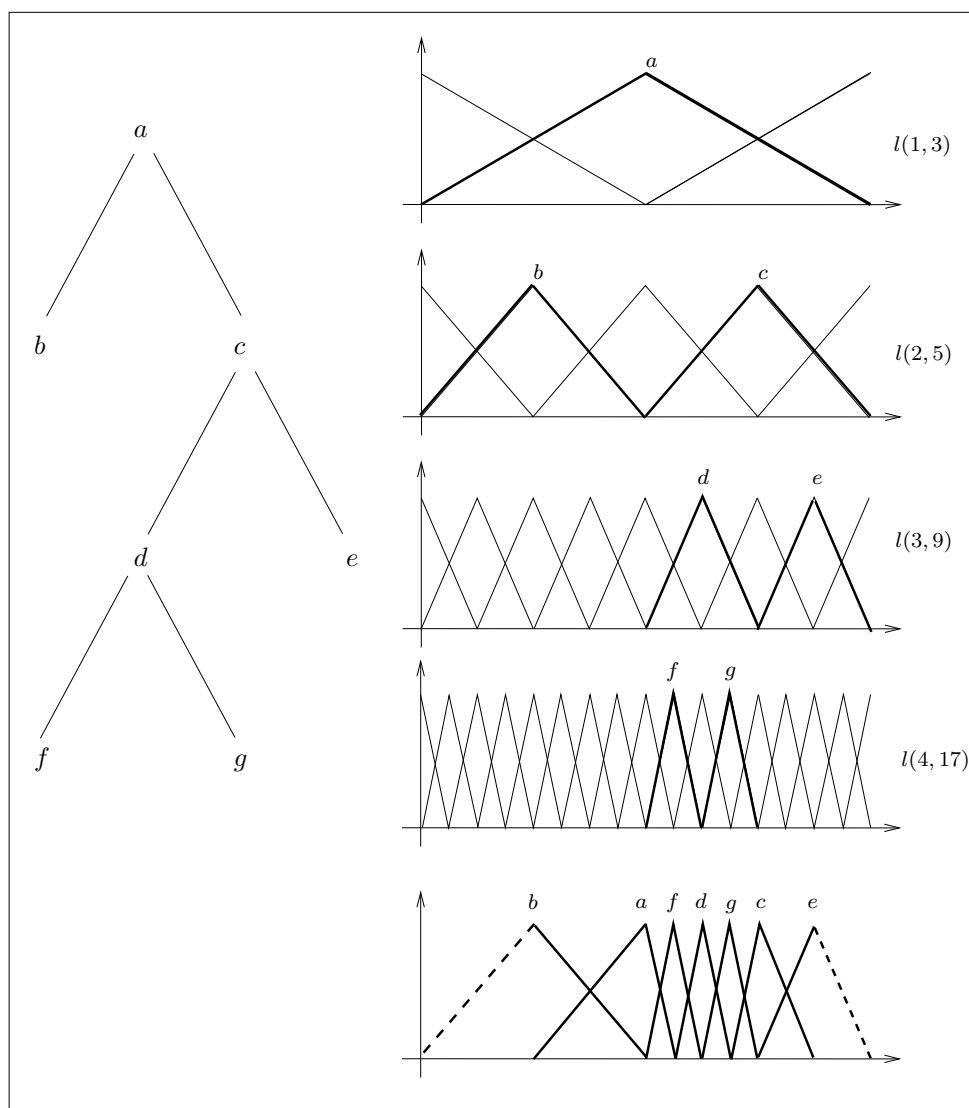 a
b c
d e
f g
a
l(1, 3)
b c
l(2, 5)
d e
l(3, 9)
f g
l(4, 17)
b a f d g c e